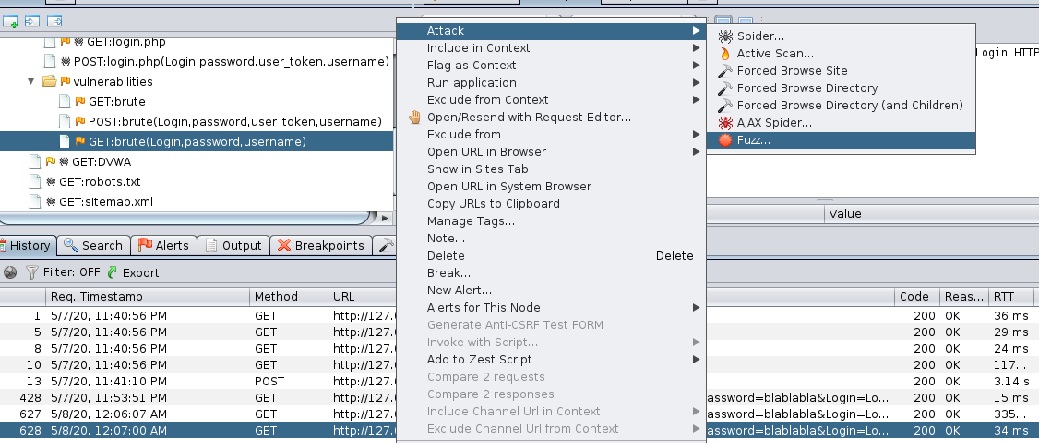 GET:login.php
POST:login.php(Login,password,user_token,username)
vulnerabilities
GET:brute
POST:brute(Login,password,user_token,username)
GET:brute(Login,password,username)
GET:DVWA
GET:robots.txt
GET:sitemap.xml
Attack
Include in Context
Flag as Context
Run application
Exclude from Context
Open/Resend with Request Editor...
Exclude from
Open URL in Browser
Show in Sites Tab
Open URL in System Browser
Copy URLs to Clipboard
Manage Tags...
Note...
Delete Delete
Break...
New Alert...
Alerts for This Node
Generate Anti-CSRF Test FORM
Invoke with Script...
Add to Zest Script
Compare 2 requests
Compare 2 responses
Include Channel Url in Context
Exclude Channel Url from Context
Spider...
Active Scan...
Forced Browse Site
Forced Browse Directory
Forced Browse Directory (and Children)
AJAX Spider...
Fuzz...
ogin HTTP
Value
History Search Alerts Output Breakpoints
Filter: OFF Export
Req. Timestamp Method URL Code Reas... RTT
1 5/7/20, 11:40:56 PM GET http://127. 200 OK 36 ms
5 5/7/20, 11:40:56 PM GET http://127. 200 OK 29 ms
8 5/7/20, 11:40:56 PM GET http://127. 200 OK 24 ms
10 5/7/20, 11:40:56 PM GET http://127. 200 OK 117...
13 5/7/20, 11:41:10 PM POST http://127. 200 OK 3.14 s
428 5/7/20, 11:53:51 PM GET http://127. assword=blablabla&Login=Lo... 200 OK 15 ms
627 5/8/20, 12:06:07 AM GET http://127. assword=blablabla&Login=Lo... 200 OK 335...
628 5/8/20, 12:07:00 AM GET http://127. assword=blablabla&Login=Lo... 200 OK 34 ms